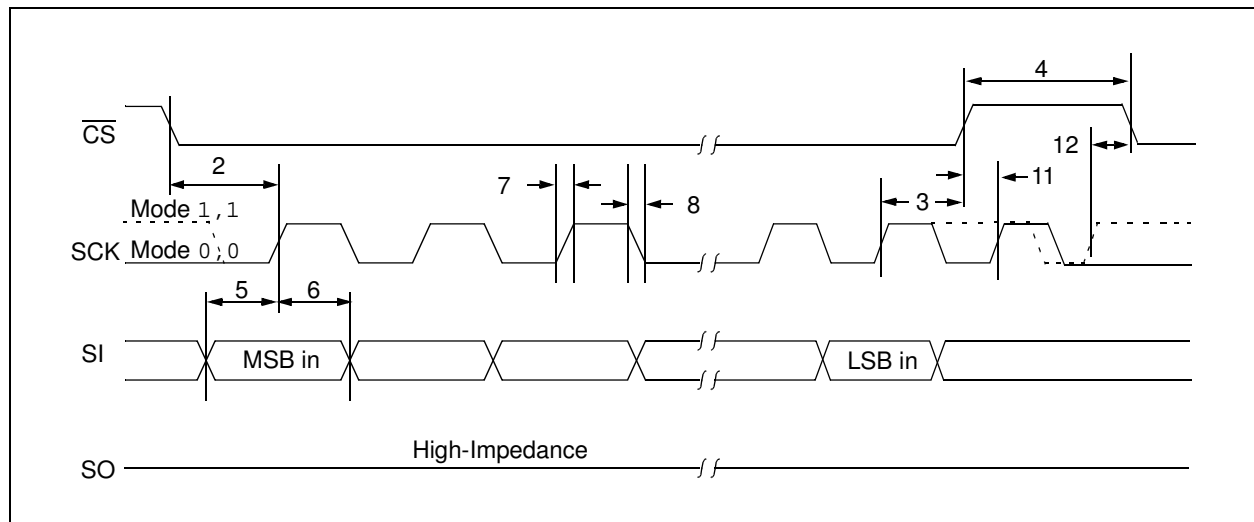 4
CS
12
2
7
8
3
11
Mode 1,1
SCK Mode 0,0
5
6
SI
MSB in
LSB in
High-Impedance
SO